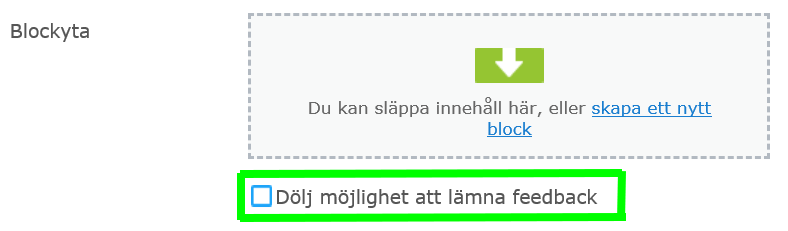 Blockyta
Du kan släppa innehåll här, eller skapa ett nytt
block
Dölj möjlighet att lämna feedback